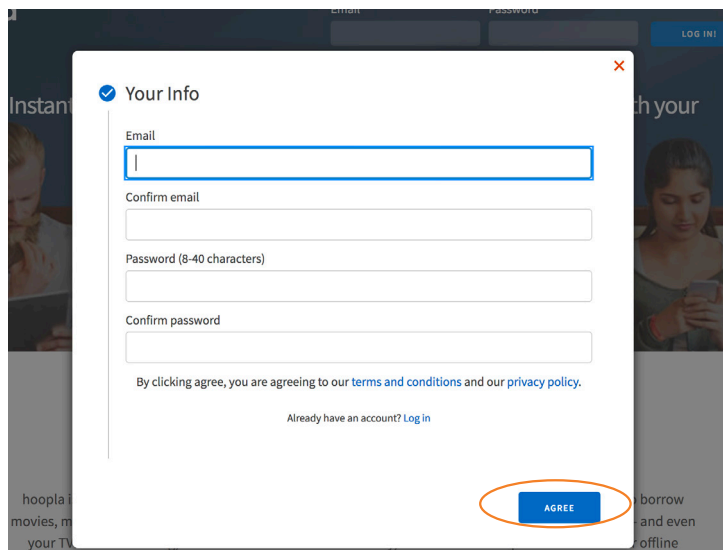 Email Password
LOG IN!
Your Info
Instant
th your
Email
Confirm email
Password (8-40 characters)
Confirm password
By clicking agree, you are agreeing to our terms and conditions and our privacy policy.
Already have an account? Log in
AGREE
hoopla i
borrow
movies, m
- and even
your TV
offline